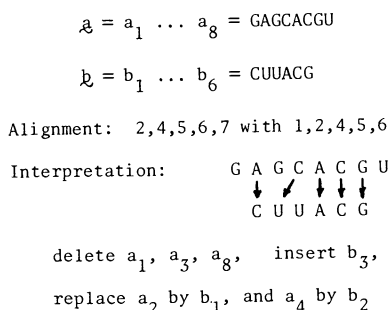 a = a1 ... a8 = GAGCACGU
b = b1 ... b6 = CUUACG
Alignment: 2,4,5,6,7 with 1,2,4,5,6
Interpretation: G A G C A C G U
C U U A C G
delete a1, a3, a8, insert b3,
replace a2 by b1, and a4 by b2